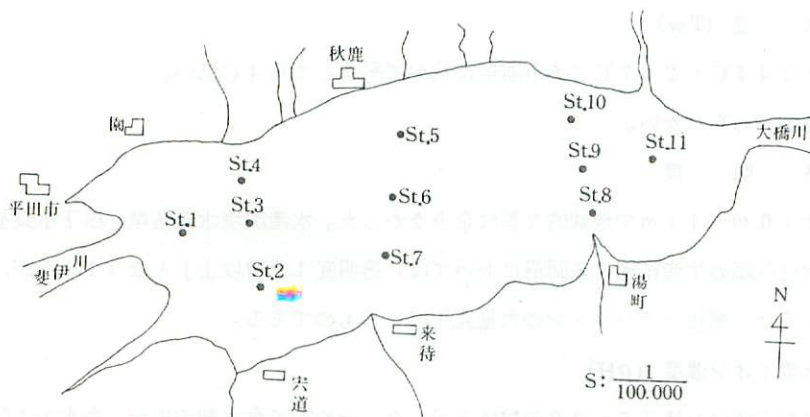 秋鹿
園
平田市
斐伊川
大橋川
St.1
St.2
St.3
St.4
St.5
St.6
St.7
St.8
St.9
St.10
St.11
湯町
来待
宍道
N
S: 1/100.000